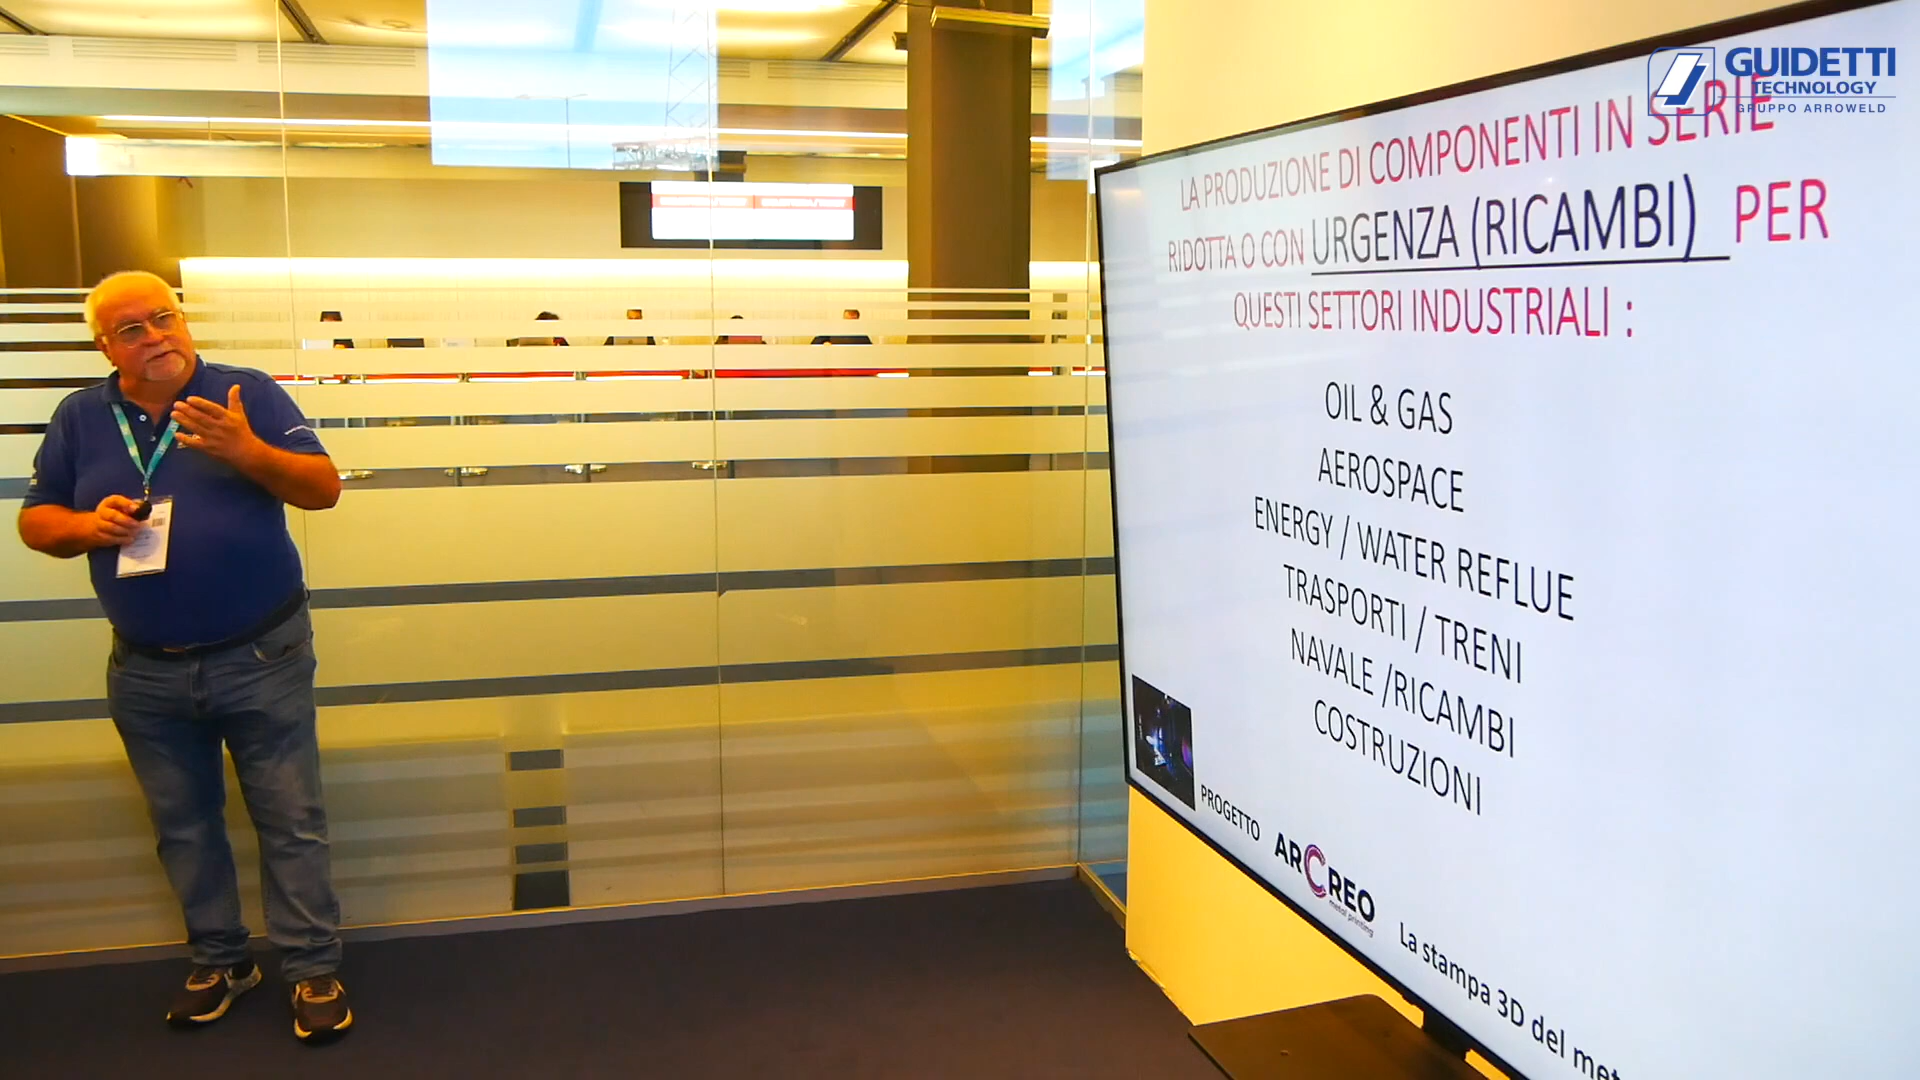 GUIDETTI
TECHNOLOGY
GRUPPO ARROWELD
LA PRODUZIONE DI COMPONENTI IN SERIE
RIDOTTA O CON URGENZA (RICAMBI) PER
QUESTI SETTORI INDUSTRIALI :
OIL & GAS
AEROSPACE
ENERGY / WATER REFLUE
TRASPORTI / TRENI
NAVALE /RICAMBI
COSTRUZIONI
PROGETTO
ARCREO
metal printing
La stampa 3D del met